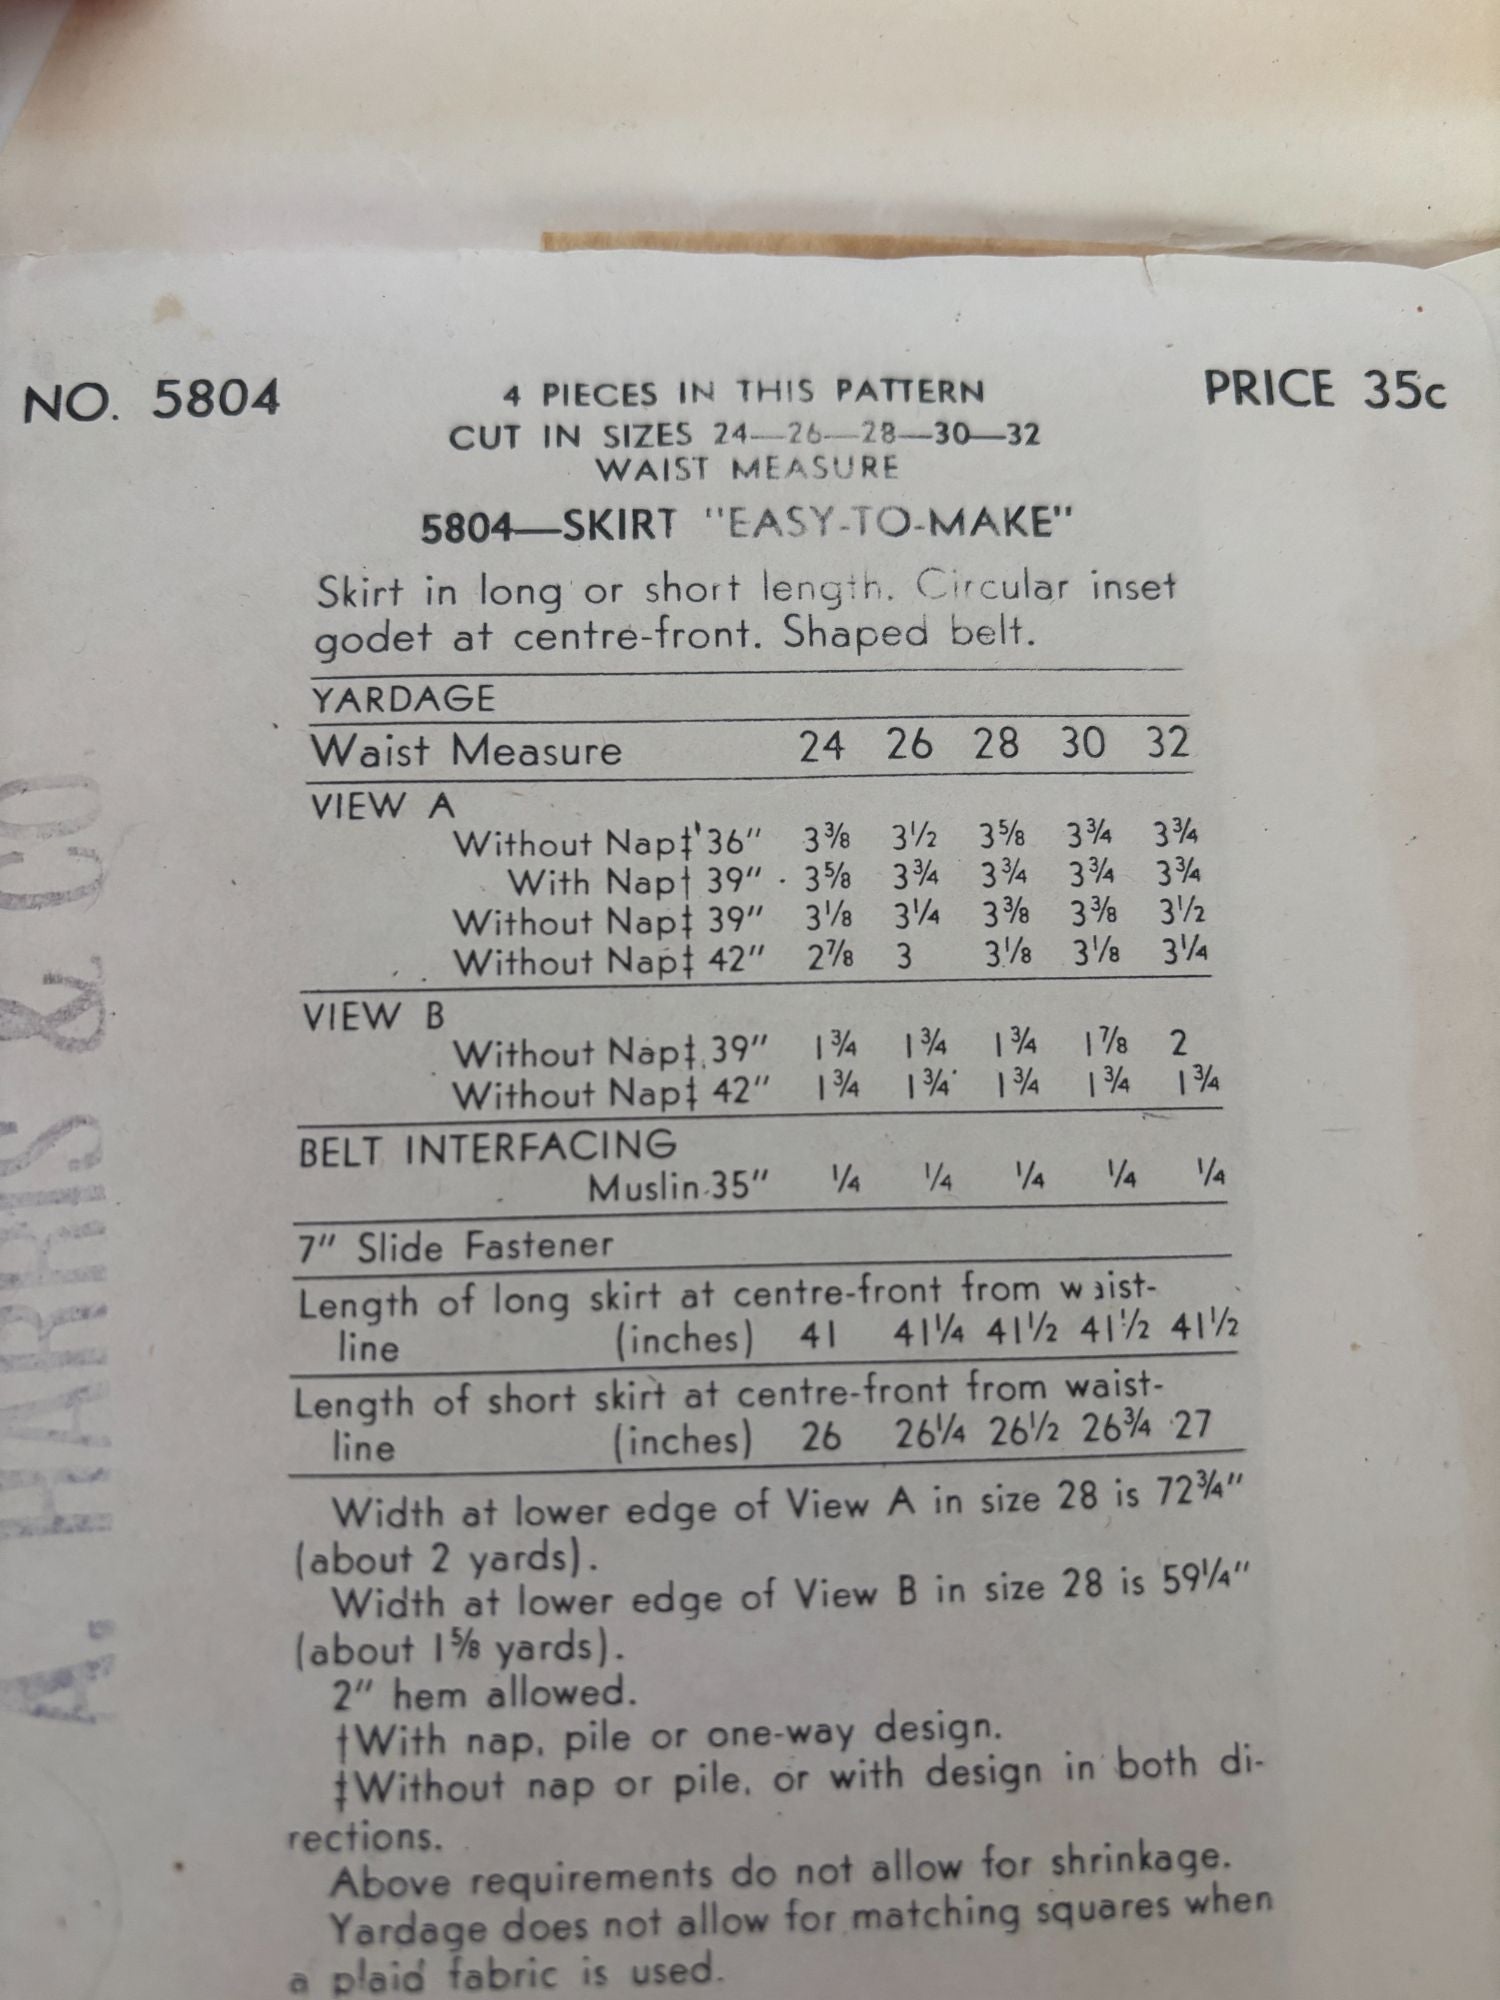 NO. 5804
4 PIECES IN THIS PATTERN
PRICE 35c
CUT IN SIZES 24—26—28—30—32
WAIST MEASURE
5804—SKIRT "EASY-TO-MAKE"
Skirt in long or short length. Circular inset
godet at centre-front. Shaped belt.
YARDAGE
Waist Measure 24 26 28 30 32
VIEW A
Without Nap‡ 36" 3⅜ 3½ 3⅝ 3¾ 3¾
With Nap† 39" 3⅝ 3¾ 3¾ 3¾ 3¾
Without Nap‡ 39" 3⅛ 3¼ 3⅜ 3⅜ 3½
Without Nap‡ 42" 2⅞ 3 3⅛ 3⅛ 3¼
VIEW B
Without Nap‡ 39" 1¾ 1¾ 1¾ 1⅞ 2
Without Nap‡ 42" 1¾ 1¾ 1¾ 1¾ 1¾
BELT INTERFACING
Muslin 35" ¼ ¼ ¼ ¼ ¼
7" Slide Fastener
Length of long skirt at centre-front from waist-
line (inches) 41 41¼ 41½ 41½ 41½
Length of short skirt at centre-front from waist-
line (inches) 26 26¼ 26½ 26¾ 27
Width at lower edge of View A in size 28 is 72¾"
(about 2 yards).
Width at lower edge of View B in size 28 is 59¼"
(about 1⅝ yards).
2" hem allowed.
†With nap, pile or one-way design.
‡Without nap or pile, or with design in both di-
rections.
Above requirements do not allow for shrinkage.
Yardage does not allow for matching squares when
a plaid fabric is used.
A. HARRIS & CO